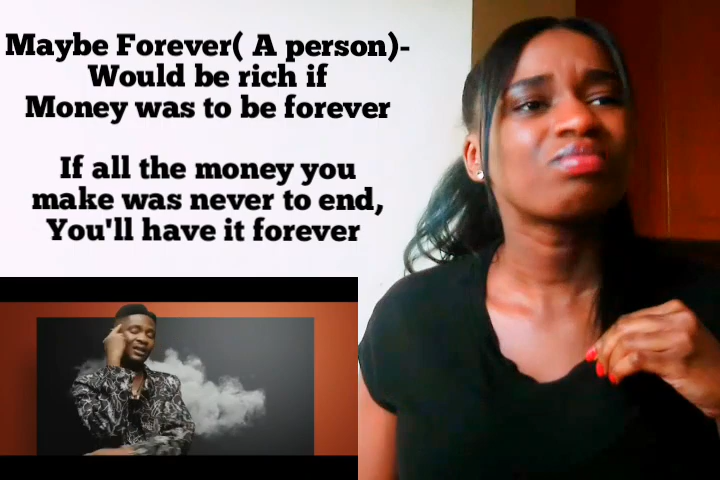 Maybe Forever( A person)-
Would be rich if
Money was to be forever
If all the money you
make was never to end,
You'll have it forever